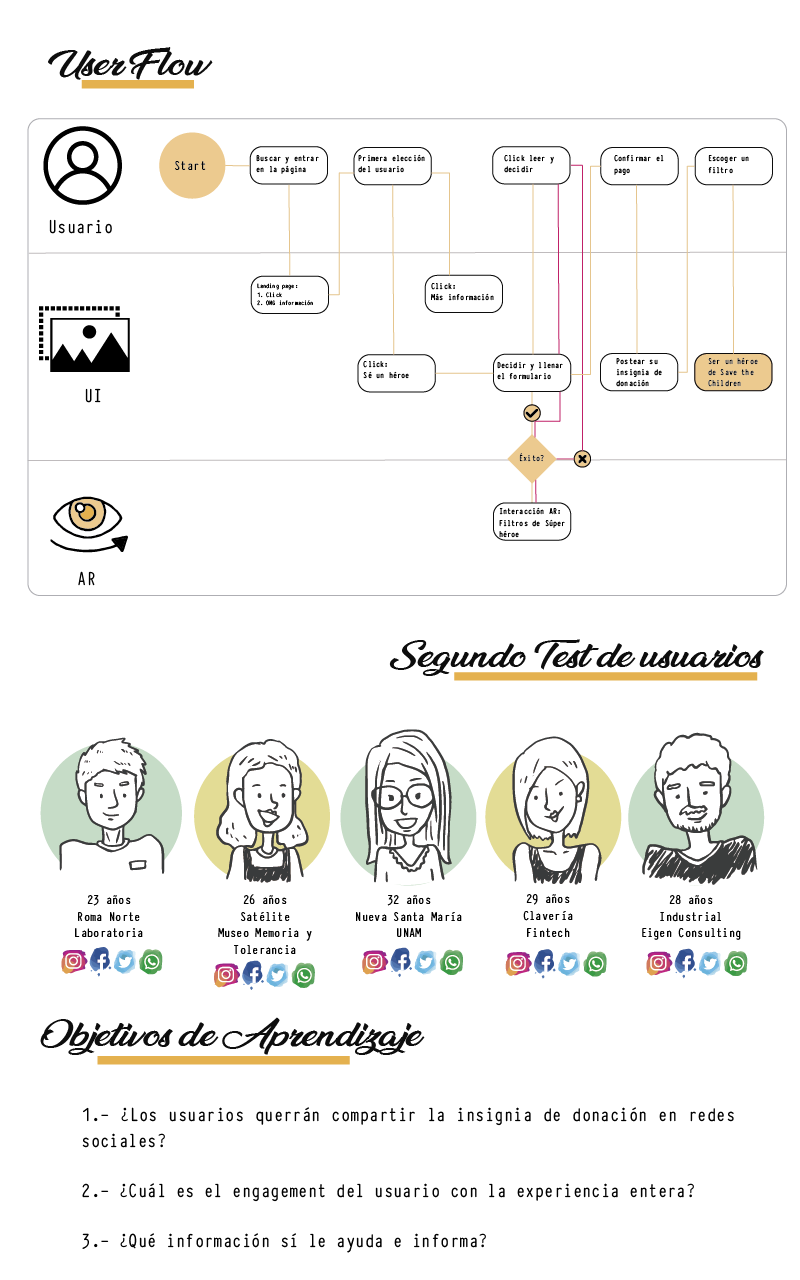 User Flow
Usuario
Start
Buscar y entrar
en la página
Primera elección
del usuario
Click leer y
decidir
Confirmar el
pago
Escoger un
filtro
UI
Landing page:
1. Click
2. ONG información
Click:
Más información
Click:
Sé un héroe
Decidir y llenar
el formulario
Postear su
insignia de
donación
Ser un héroe
de Save the
Children
Éxito?
AR
Interacción AR:
Filtros de Súper
héroe
Segundo Test de usuarios
23 años
Roma Norte
Laboratoria
26 años
Satélite
Museo Memoria y
Tolerancia
32 años
Nueva Santa María
UNAM
29 años
Clavería
Fintech
28 años
Industrial
Eigen Consulting
Objetivos de Aprendizaje
1.- ¿Los usuarios querrán compartir la insignia de donación en redes
sociales?
2.- ¿Cuál es el engagement del usuario con la experiencia entera?
3.- ¿Qué información sí le ayuda e informa?